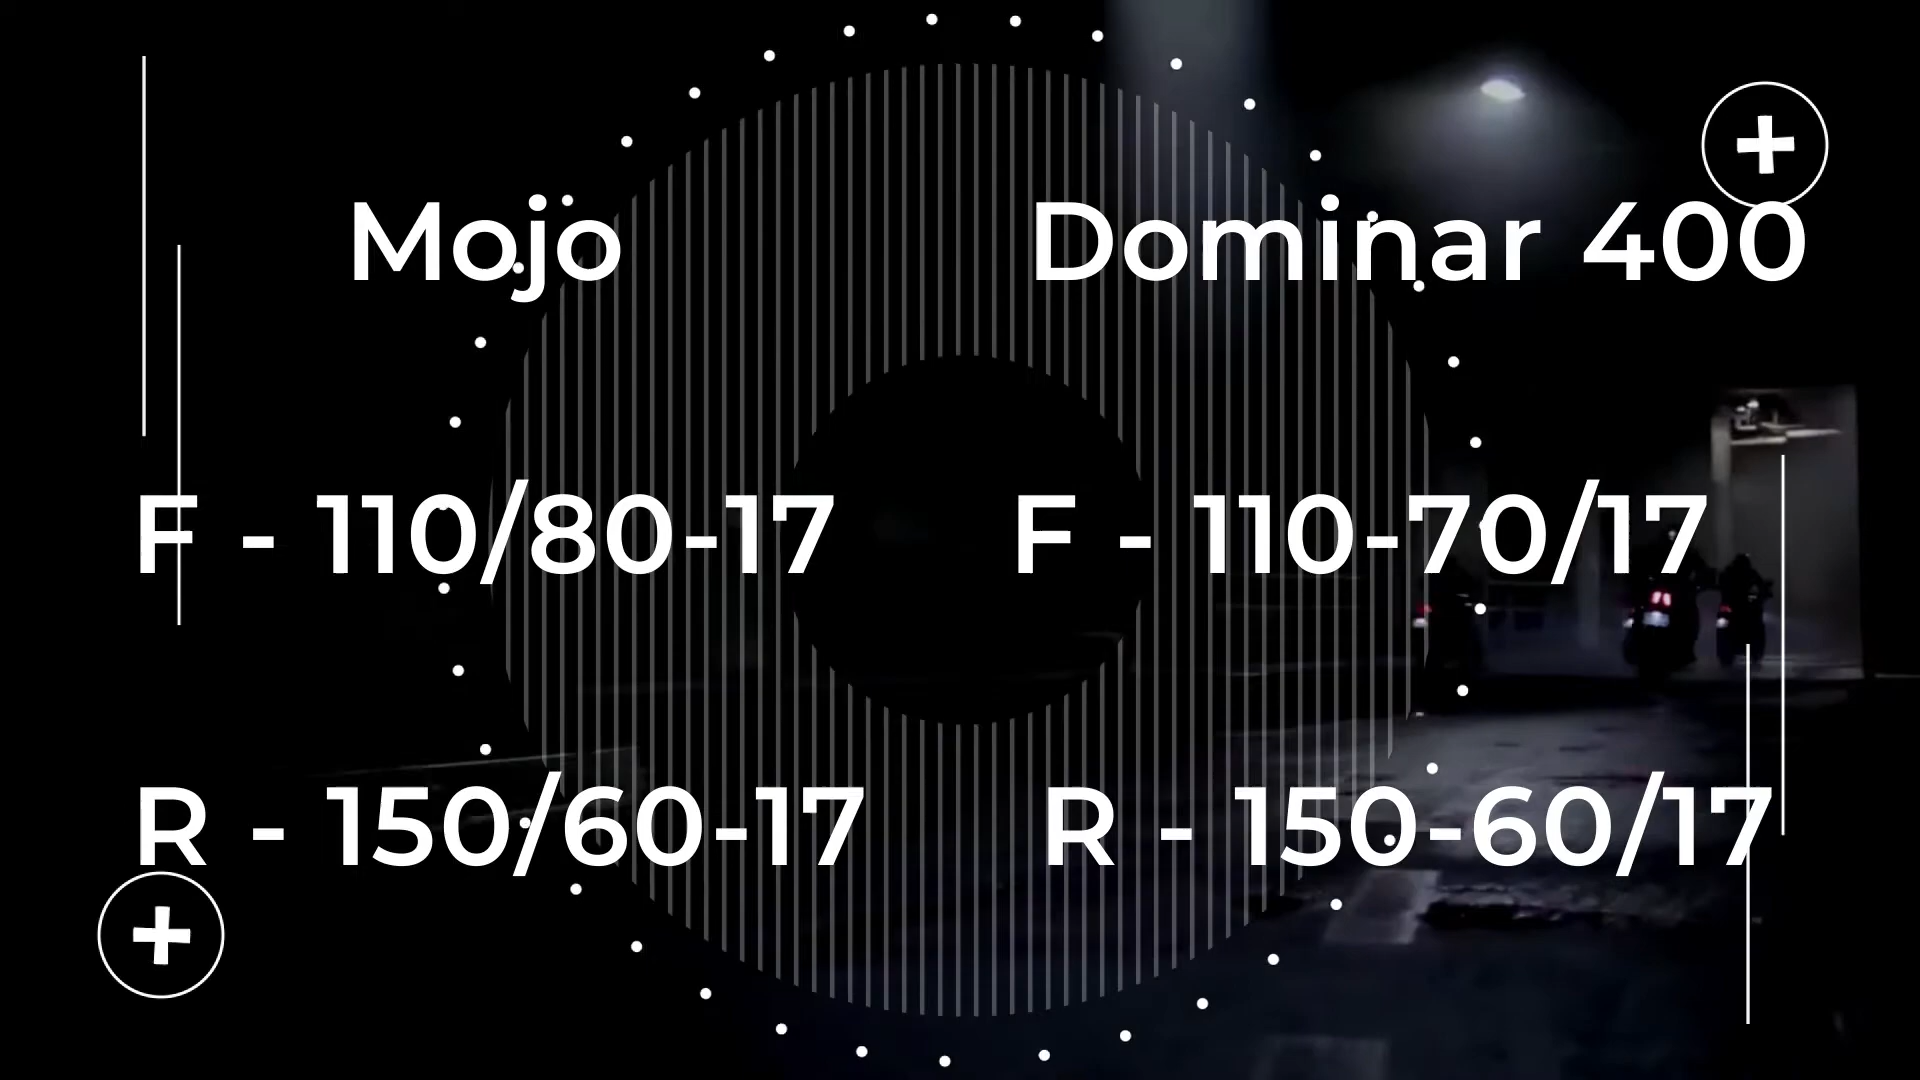 Mojo
Dominar 400
F - 110/80-17
F - 110-70/17
R - 150/60-17
R - 150-60/17